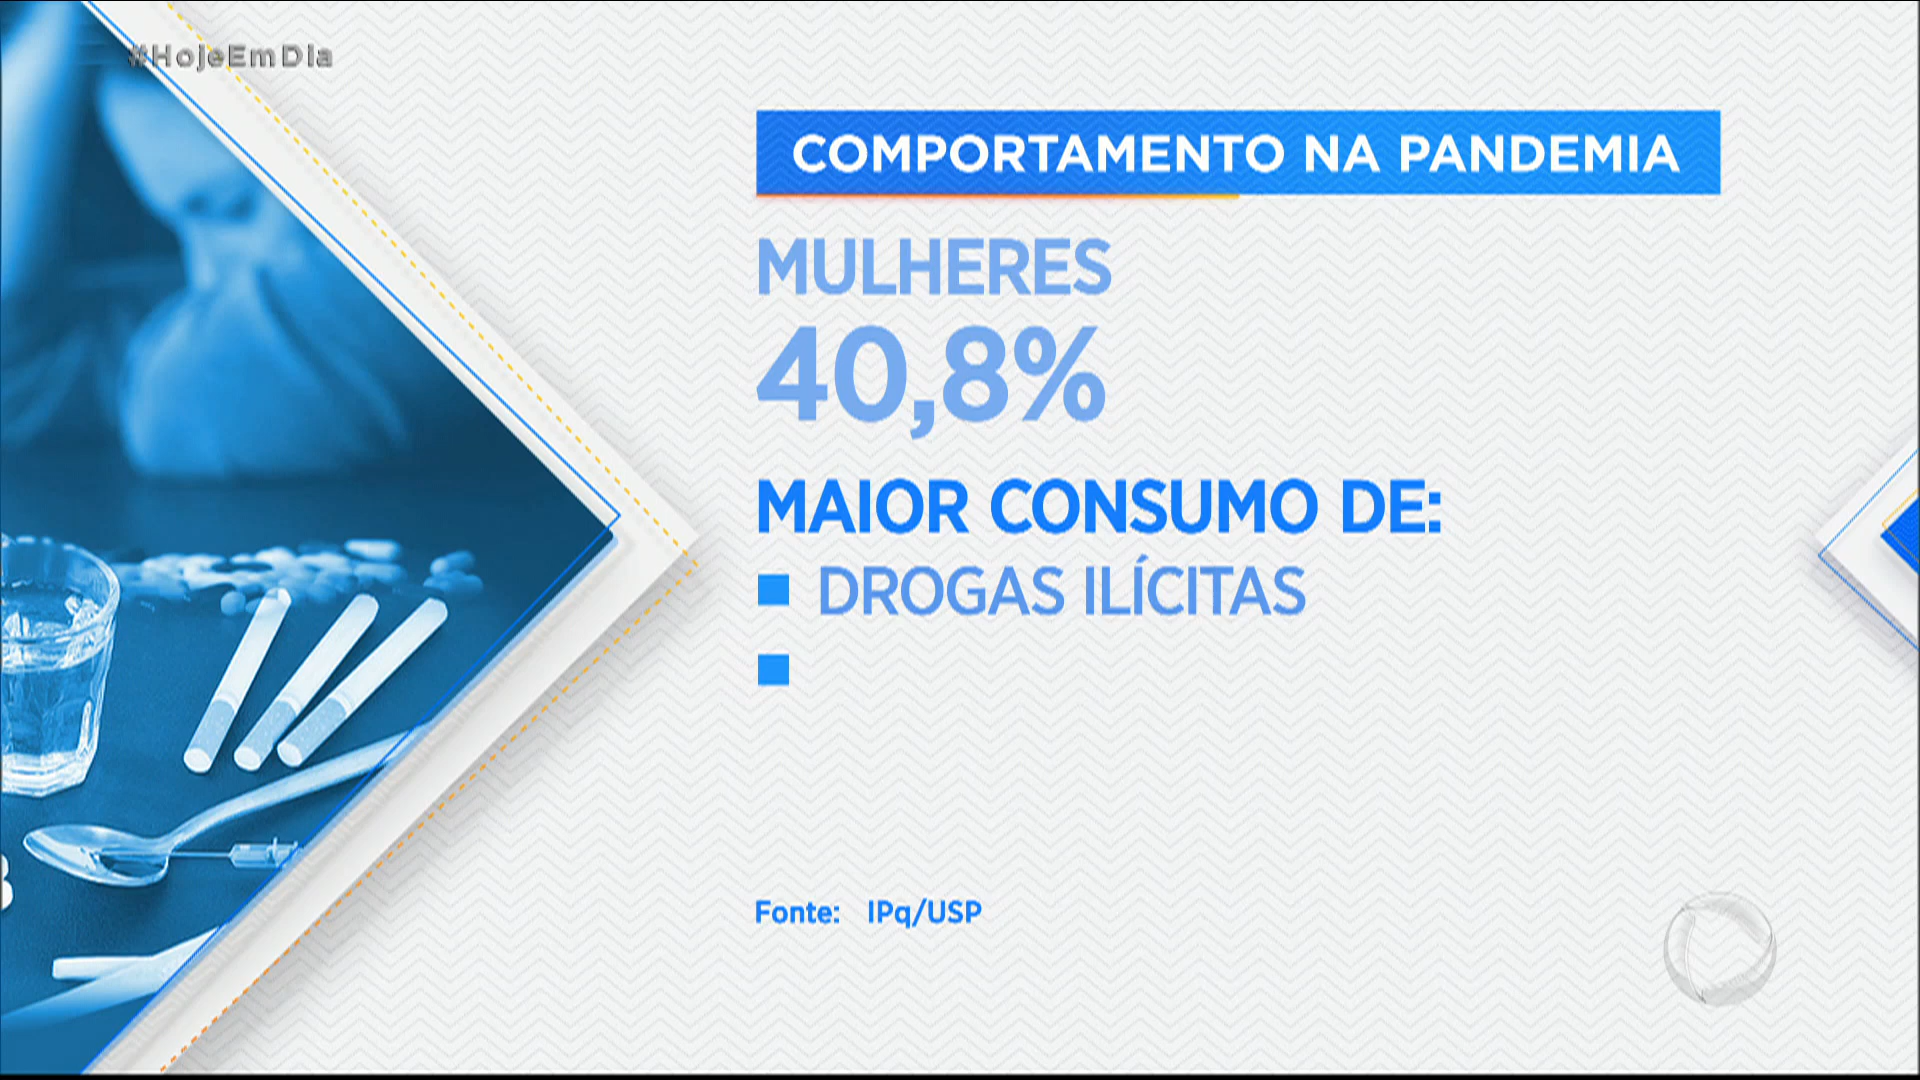 #HojeEmDia
COMPORTAMENTO NA PANDEMIA
MULHERES
40,8%
MAIOR CONSUMO DE:
DROGAS ILÍCITAS
Fonte: IPq/USP